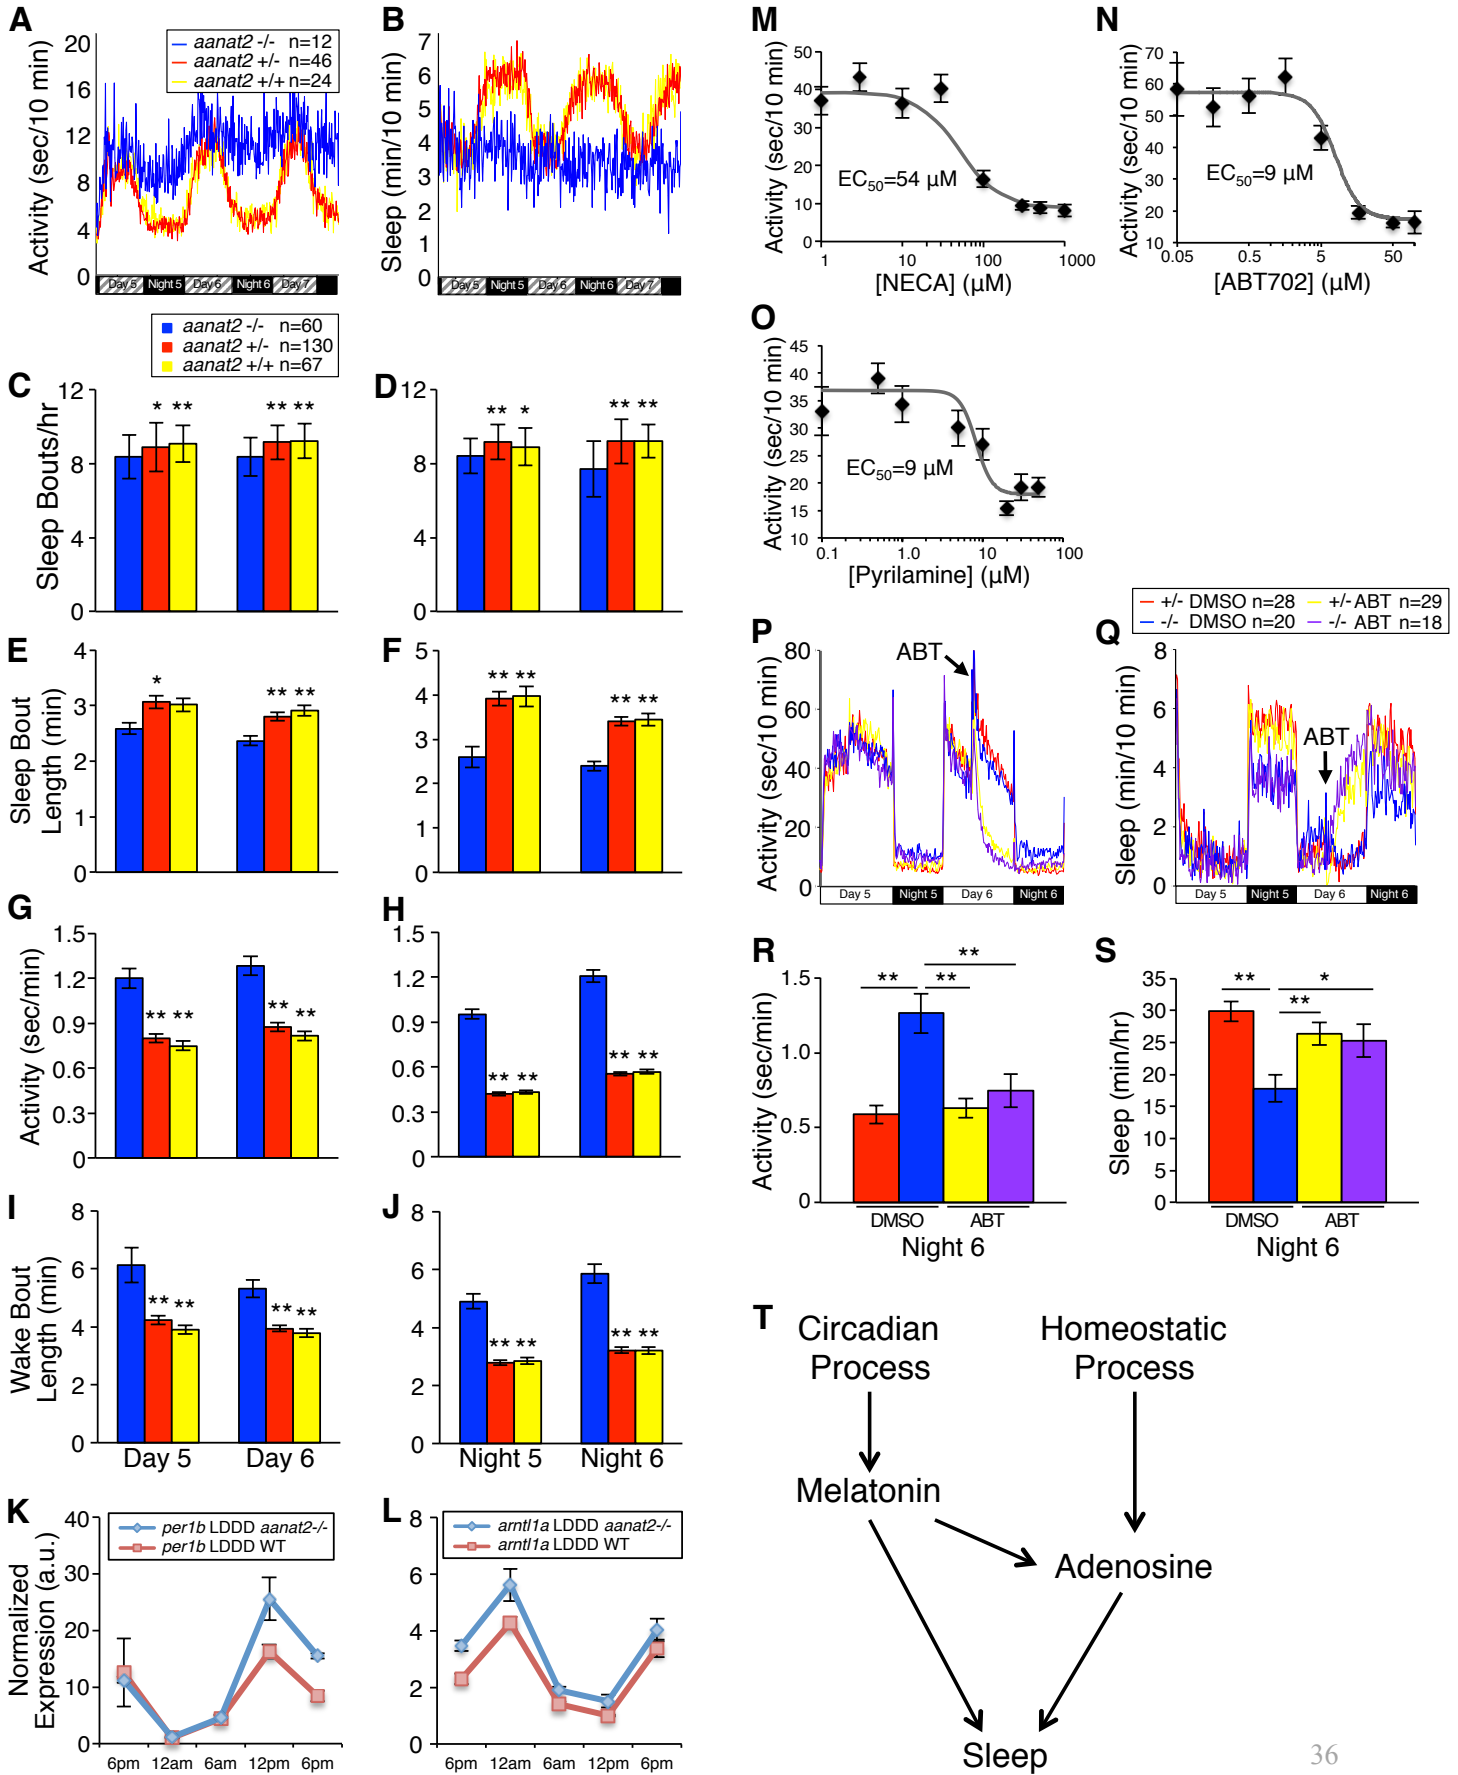 A
Activity (sec/10 min)
20
16
12
8
4
0
aanat2 -/- n=12
aanat2 +/- n=46
aanat2 +/+ n=24
Day 5 Night 5 Day 6 Night 6 Day 7
B
Sleep (min/10 min)
7
6
5
4
3
2
1
0
Day 5 Night 5 Day 6 Night 6 Day 7
aanat2 -/- n=60
aanat2 +/- n=130
aanat2 +/+ n=67
C
Sleep Bouts/hr
12
8
4
0
* ** ** **
D
12
8
4
0
** * ** **
E
Sleep Bout
Length (min)
4
3
2
1
0
* ** **
F
5
4
3
2
1
0
** ** ** **
G
Activity (sec/min)
1.5
1.2
0.9
0.6
0.3
0
** ** ** **
H
1.5
1.2
0.9
0.6
0.3
0
** ** ** **
I
Wake Bout
Length (min)
8
6
4
2
0
** ** ** **
Day 5 Day 6
J
8
6
4
2
0
** ** ** **
Night 5 Night 6
K
Normalized
Expression (a.u.)
40
30
20
10
0
per1b LDDD aanat2-/-
per1b LDDD WT
6pm 12am 6am 12pm 6pm
L
8
6
4
2
0
arntl1a LDDD aanat2-/-
arntl1a LDDD WT
6pm 12am 6am 12pm 6pm
M
Activity (sec/10 min)
50
40
30
20
10
0
EC50=54 µM
1 10 100 1000
[NECA] (µM)
N
Activity (sec/10 min)
70
60
50
40
30
20
10
EC50=9 µM
0.05 0.5 5 50
[ABT702] (µM)
O
Activity (sec/10 min)
45
40
35
30
25
20
15
10
EC50=9 µM
0.1 1.0 10 100
[Pyrilamine] (µM)
+/- DMSO n=28 +/- ABT n=29
-/- DMSO n=20 -/- ABT n=18
P
Activity (sec/10 min)
80
60
40
20
0
ABT
Day 5 Night 5 Day 6 Night 6
Q
Sleep (min/10 min)
8
6
4
2
0
ABT
Day 5 Night 5 Day 6 Night 6
R
Activity (sec/min)
1.5
1.0
0.5
0
** ** **
DMSO ABT
Night 6
S
Sleep (min/hr)
35
30
25
20
15
10
5
0
** ** *
DMSO ABT
Night 6
T
Circadian
Process
Homeostatic
Process
Melatonin
Adenosine
Sleep
36